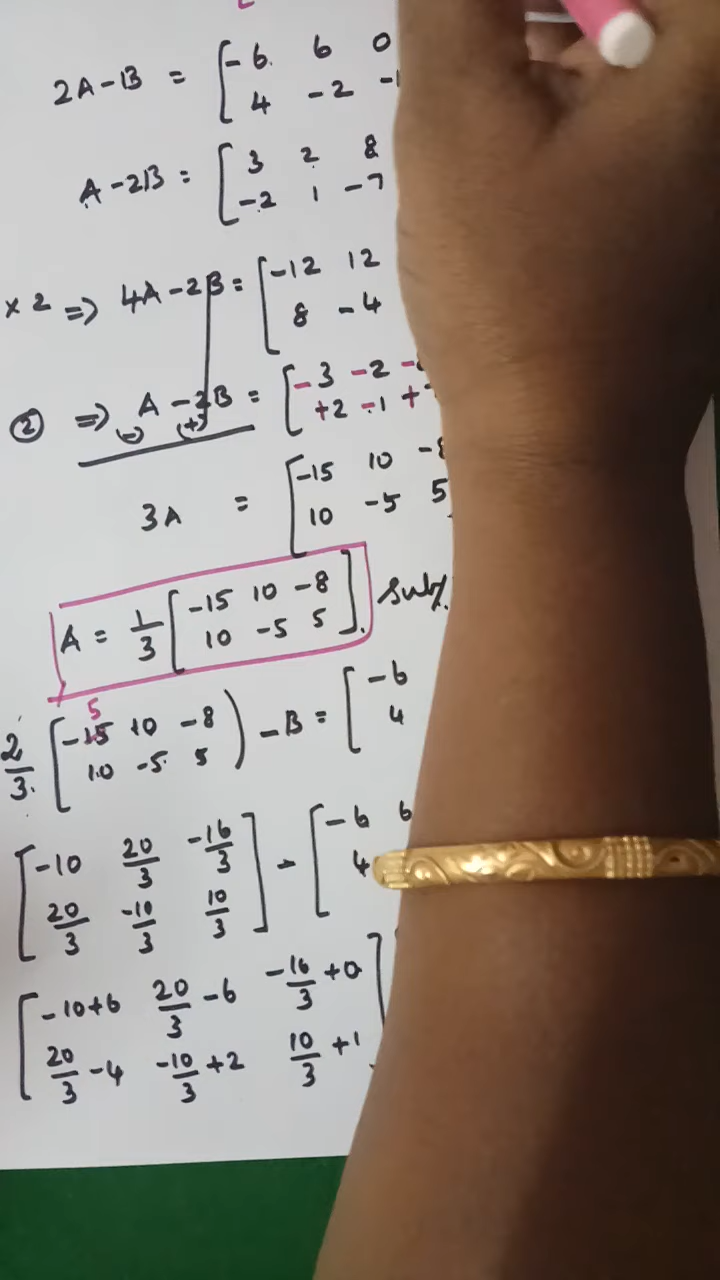 2A-B = [-6 6 0
4 -2 -1
A-2B = [3 2 8
-2 1 -7
×2 => 4A-2B = [-12 12
8 -4
② => A -2B = [-3 -2 -
(-) (+) +2 -1 +
3A = [-15 10 -8
10 -5 5
A = 1/3 [-15 10 -8
10 -5 5]. sub/.
5
2/3 [-15 10 -8
10 -5 5) -B = [-6
4
[-10 20/3 -16/3
20/3 -10/3 10/3] - [-6 6
4
[-10+6 20/3-6 -16/3+0
20/3-4 -10/3+2 10/3+1]